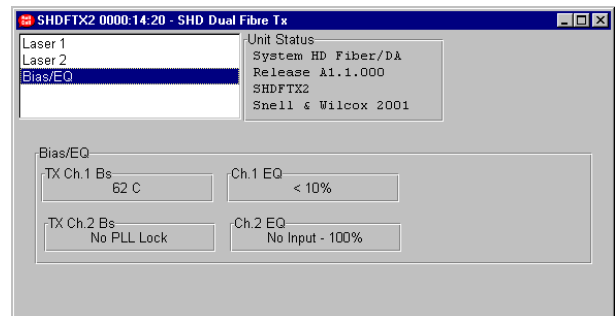 SHDFTX2 0000:14:20 - SHD Dual Fibre Tx
Laser 1
Laser 2
Bias/EQ
Unit Status
System HD Fiber/DA
Release A1.1.000
SHDFTX2
Snell & Wilcox 2001
Bias/EQ
TX Ch.1 Bs
62 C
Ch.1 EQ
< 10%
TX Ch.2 Bs
No PLL Lock
Ch.2 EQ
No Input - 100%